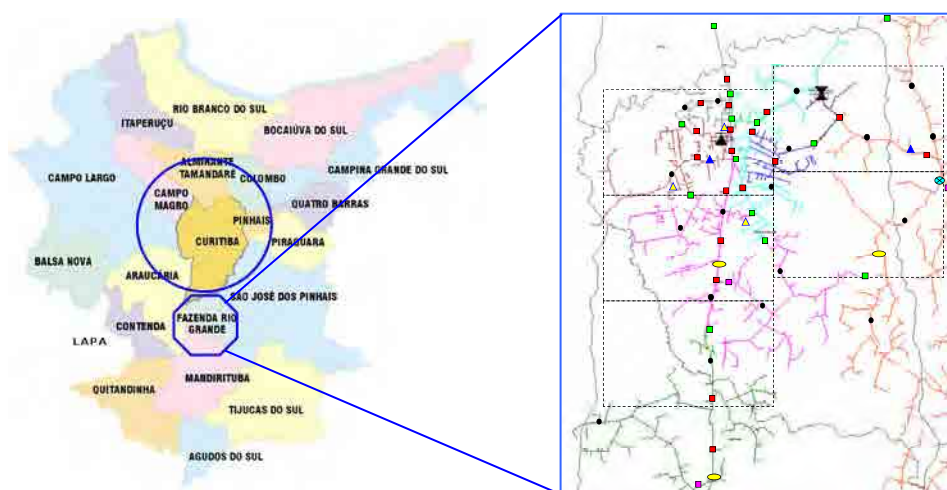 RIO BRANCO DO SUL
ITAPERUÇU
BOCAIÚVA DO SUL
ALMIRANTE
TAMANDARÉ
COLOMBO
CAMPINA GRANDE DO SUL
CAMPO LARGO
CAMPO
MAGRO
QUATRO BARRAS
PINHAIS
CURITIBA
PIRAQUARA
BALSA NOVA
ARAUCÁRIA
SÃO JOSÉ DOS PINHAIS
FAZENDA RIO
GRANDE
CONTENDA
LAPA
MANDIRITUBA
QUITANDINHA
TIJUCAS DO SUL
AGUDOS DO SUL